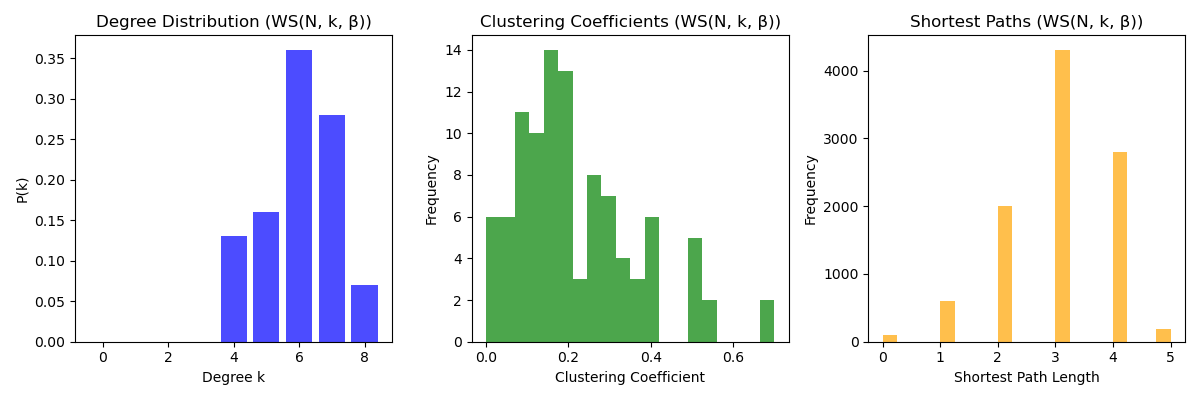 Degree Distribution (WS(N, k, β))
P(k)
0.35
0.30
0.25
0.20
0.15
0.10
0.05
0.00
0 2 4 6 8
Degree k
Clustering Coefficients (WS(N, k, β))
Frequency
14
12
10
8
6
4
2
0
0.0 0.2 0.4 0.6
Clustering Coefficient
Shortest Paths (WS(N, k, β))
Frequency
4000
3000
2000
1000
0
0 1 2 3 4 5
Shortest Path Length